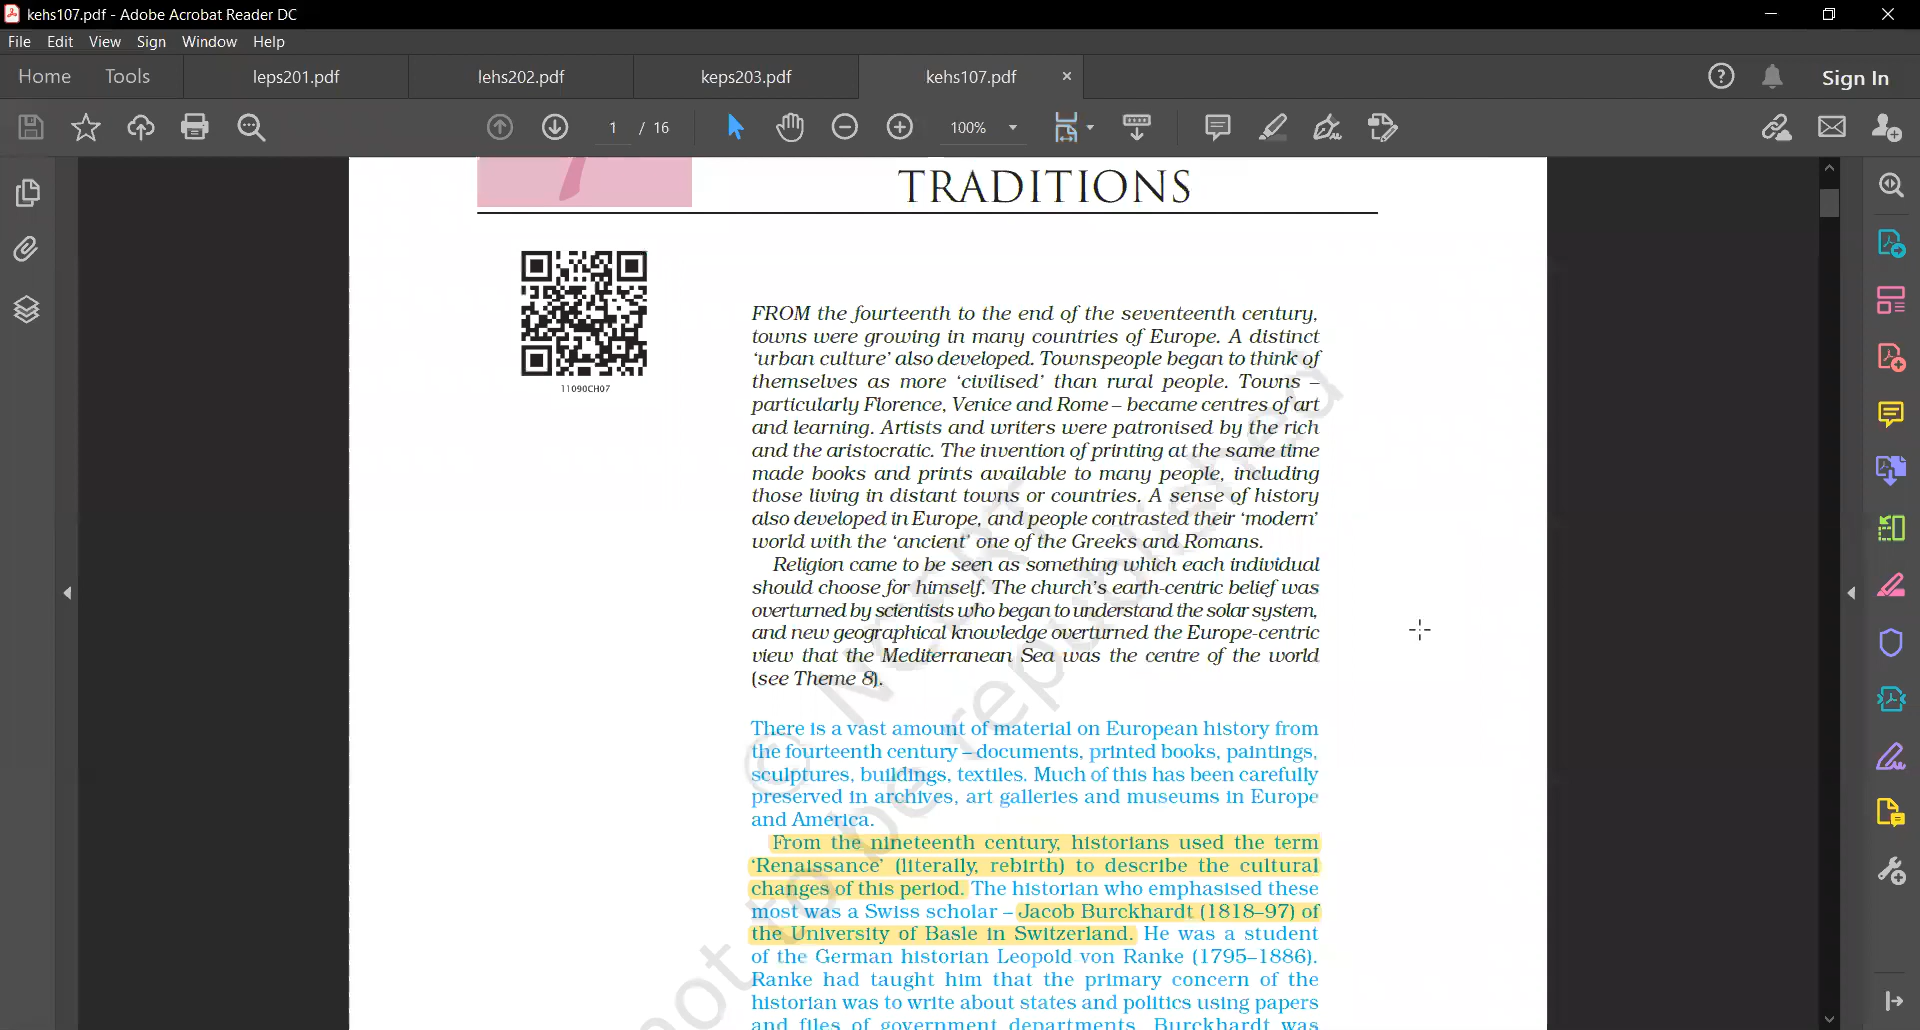 kehs107.pdf - Adobe Acrobat Reader DC
File Edit View Sign Window Help
Home Tools leps201.pdf lehs202.pdf keps203.pdf kehs107.pdf × ? Sign In
1 / 16 100%
7
TRADITIONS
11090CH07
FROM the fourteenth to the end of the seventeenth century,
towns were growing in many countries of Europe. A distinct
‘urban culture’ also developed. Townspeople began to think of
themselves as more ‘civilised’ than rural people. Towns –
particularly Florence, Venice and Rome – became centres of art
and learning. Artists and writers were patronised by the rich
and the aristocratic. The invention of printing at the same time
made books and prints available to many people, including
those living in distant towns or countries. A sense of history
also developed in Europe, and people contrasted their ‘modern’
world with the ‘ancient’ one of the Greeks and Romans.
Religion came to be seen as something which each individual
should choose for himself. The church’s earth-centric belief was
overturned by scientists who began to understand the solar system,
and new geographical knowledge overturned the Europe-centric
view that the Mediterranean Sea was the centre of the world
(see Theme 8).
There is a vast amount of material on European history from
the fourteenth century – documents, printed books, paintings,
sculptures, buildings, textiles. Much of this has been carefully
preserved in archives, art galleries and museums in Europe
and America.
From the nineteenth century, historians used the term
‘Renaissance’ (literally, rebirth) to describe the cultural
changes of this period. The historian who emphasised these
most was a Swiss scholar – Jacob Burckhardt (1818–97) of
the University of Basle in Switzerland. He was a student
of the German historian Leopold von Ranke (1795–1886).
Ranke had taught him that the primary concern of the
historian was to write about states and politics using papers
and files of government departments. Burckhardt was
© NCERT
not to be republished